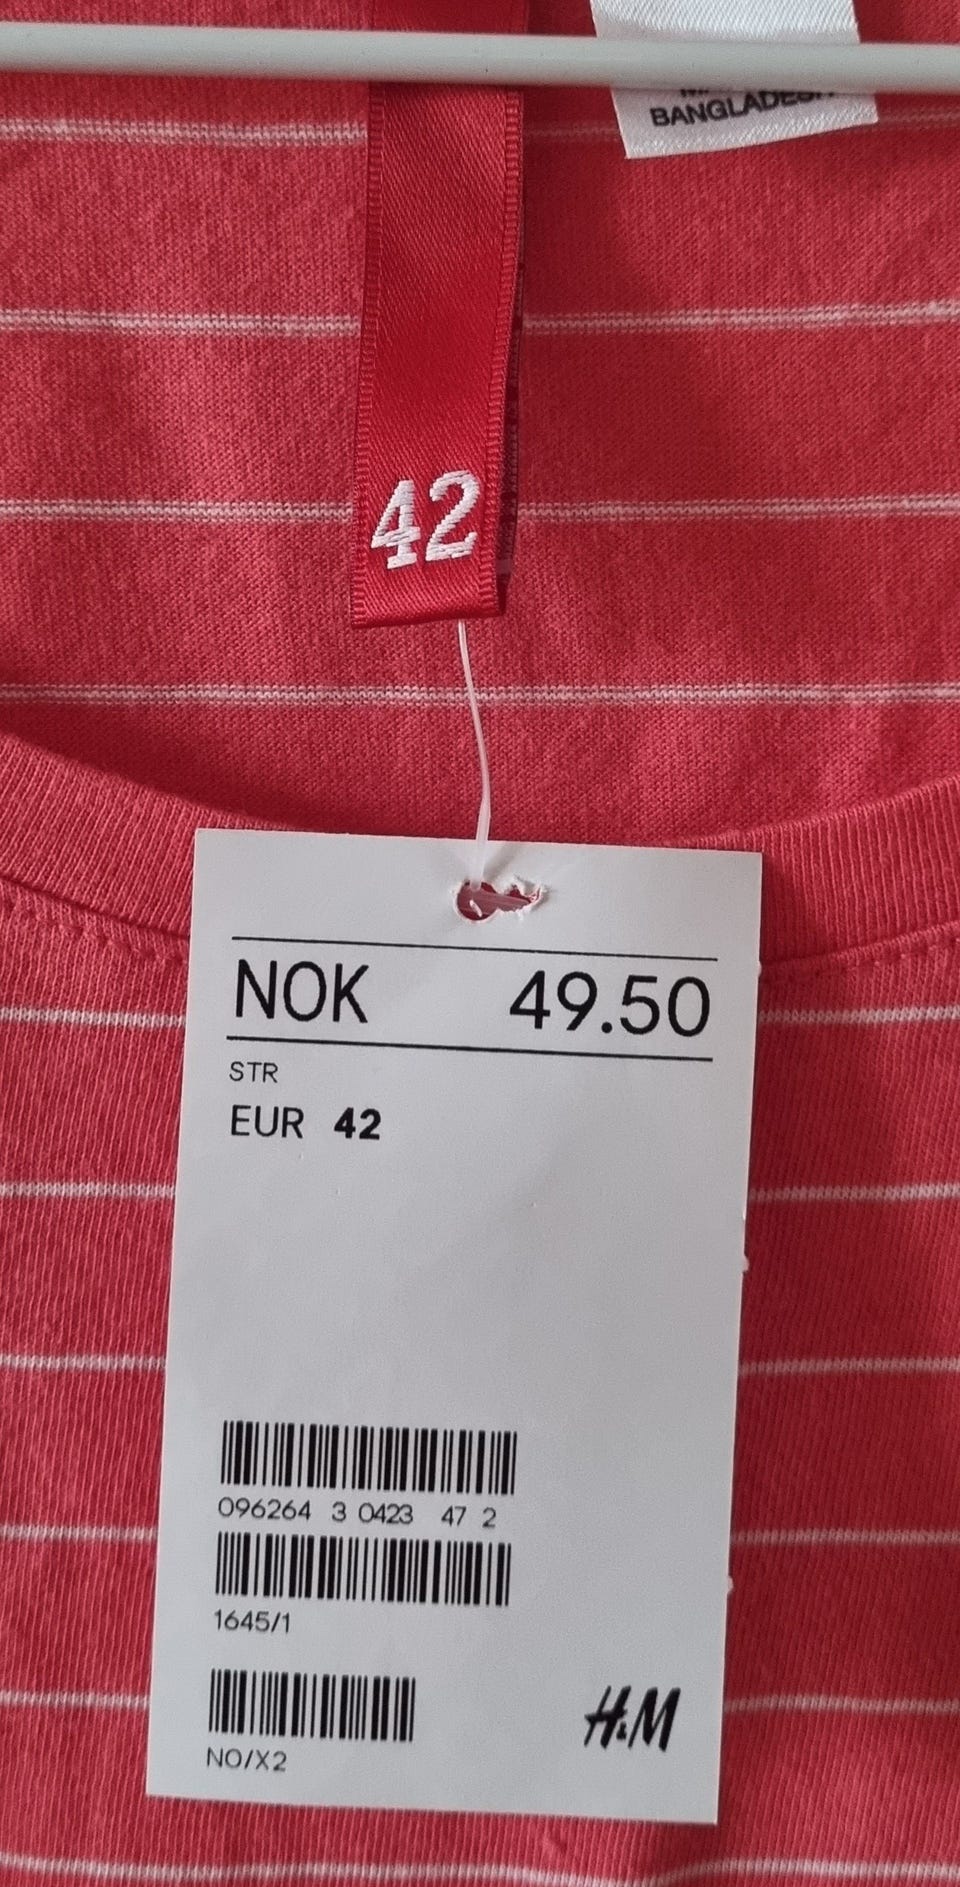 BANGLADESH
42
NOK 49.50
STR
EUR 42
096264 3 0423 47 2
1645/1
NO/X2
H&M